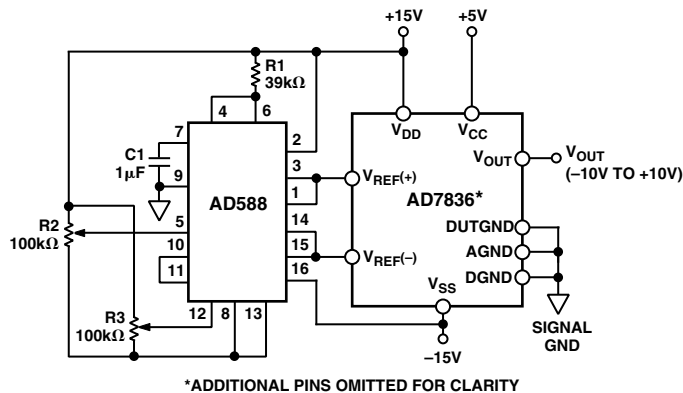 +15V
+5V
R1
39kΩ
4
6
7
2
VDD
VCC
C1
1μF
3
VREF(+)
VOUT
VOUT
(–10V TO +10V)
9
1
AD588
AD7836*
R2
100kΩ
5
14
DUTGND
10
15
VREF(–)
AGND
11
16
VSS
DGND
R3
100kΩ
12
8
13
SIGNAL
GND
–15V
*ADDITIONAL PINS OMITTED FOR CLARITY